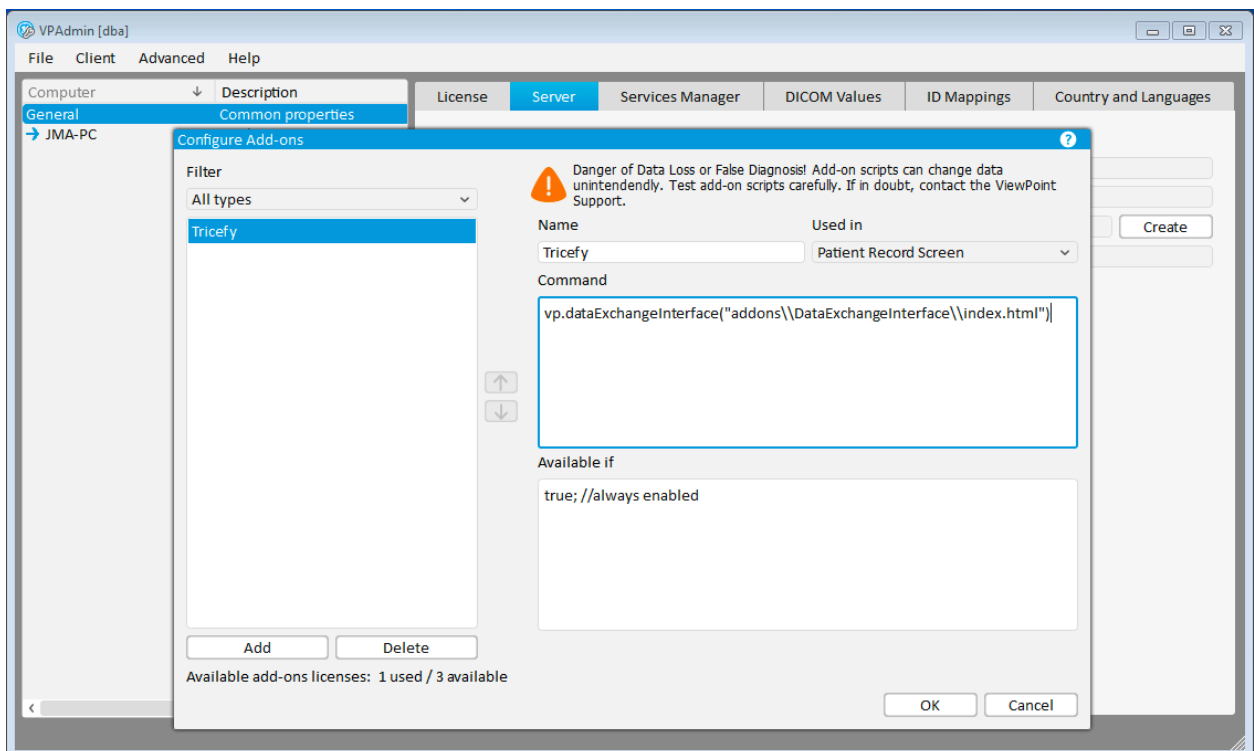 VPAdmin [dba]
File Client Advanced Help
Computer Description
General Common properties
JMA-PC
License Server Services Manager DICOM Values ID Mappings Country and Languages
Create
Configure Add-ons ?
Filter
All types
Tricefy
Add Delete
Available add-ons licenses: 1 used / 3 available
Danger of Data Loss or False Diagnosis! Add-on scripts can change data
unintendendly. Test add-on scripts carefully. If in doubt, contact the ViewPoint
Support.
Name Used in
Tricefy Patient Record Screen
Command
vp.dataExchangeInterface("addons\\DataExchangeInterface\\index.html")
Available if
true; //always enabled
OK Cancel